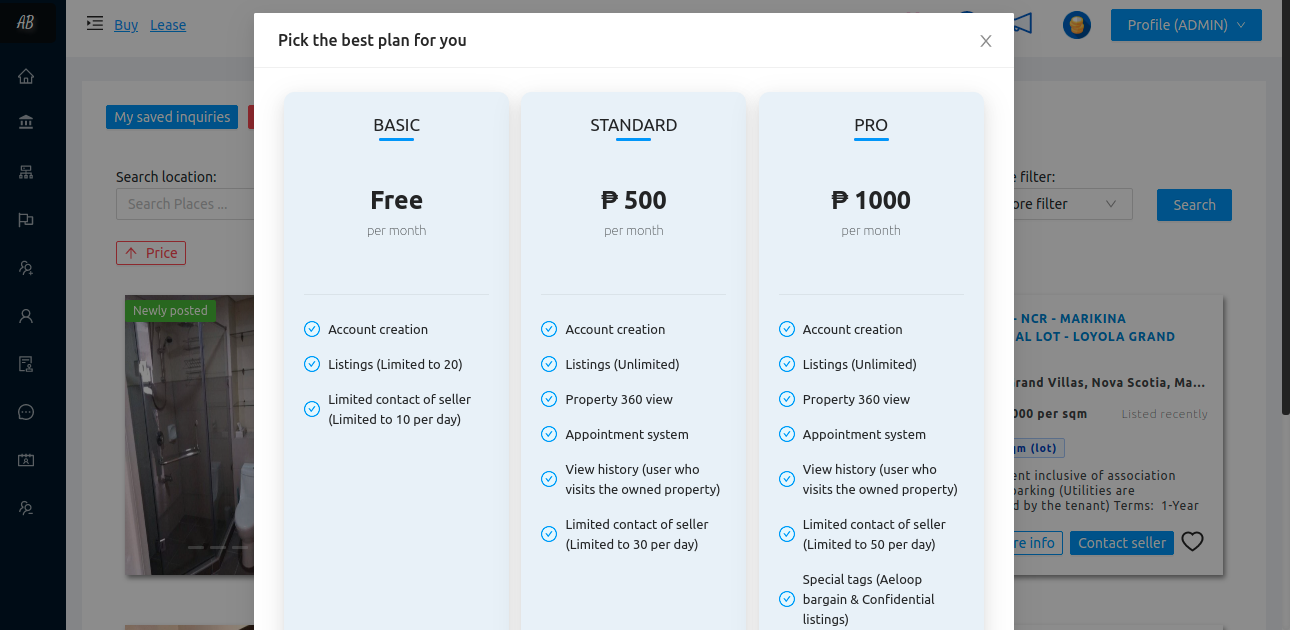 AB
Buy Lease
Profile (ADMIN)
Pick the best plan for you
My saved inquiries
Search location:
Search Places ...
filter:
ore filter
Search
Price
BASIC
Free
per month
Account creation
Listings (Limited to 20)
Limited contact of seller
(Limited to 10 per day)
STANDARD
₱ 500
per month
Account creation
Listings (Unlimited)
Property 360 view
Appointment system
View history (user who
visits the owned property)
Limited contact of seller
(Limited to 30 per day)
PRO
₱ 1000
per month
Account creation
Listings (Unlimited)
Property 360 view
Appointment system
View history (user who
visits the owned property)
Limited contact of seller
(Limited to 50 per day)
Special tags (Aeloop
bargain & Confidential
listings)
Newly posted
- NCR - MARIKINA
AL LOT - LOYOLA GRAND
rand Villas, Nova Scotia, Ma...
000 per sqm Listed recently
qm (lot)
ent inclusive of association
parking (Utilities are
d by the tenant) Terms: 1-Year
re info
Contact seller